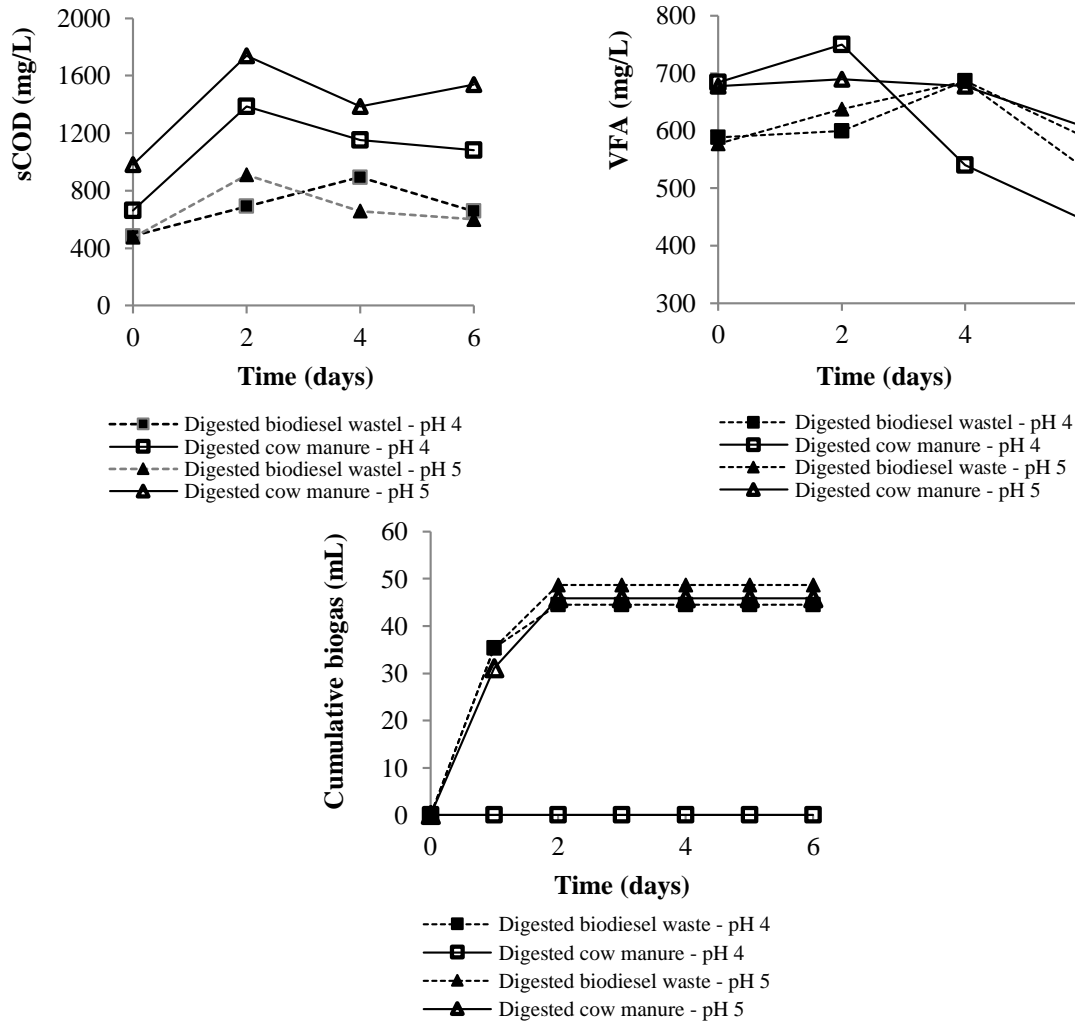 sCOD (mg/L)
2000
1600
1200
800
400
0
0 2 4 6
Time (days)
Digested biodiesel wastel - pH 4
Digested cow manure - pH 4
Digested biodiesel wastel - pH 5
Digested cow manure - pH 5
VFA (mg/L)
800
700
600
500
400
300
0 2 4
Time (days)
Digested biodiesel wastel - pH 4
Digested cow manure - pH 4
Digested biodiesel waste - pH 5
Digested cow manure - pH 5
Cumulative biogas (mL)
60
50
40
30
20
10
0
0 2 4 6
Time (days)
Digested biodiesel waste - pH 4
Digested cow manure - pH 4
Digested biodiesel waste - pH 5
Digested cow manure - pH 5